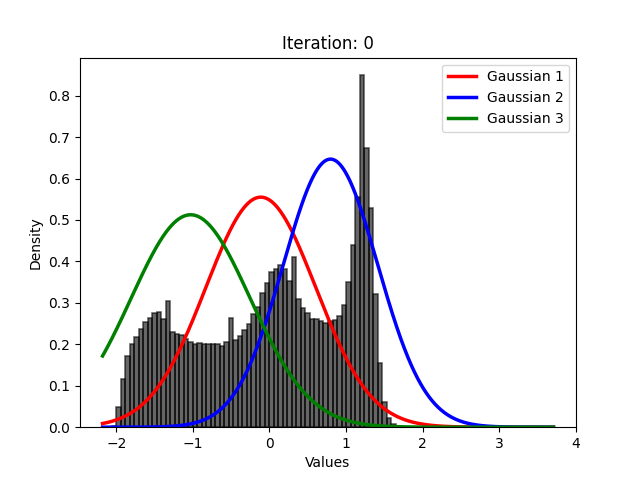 Iteration: 0
Gaussian 1
Gaussian 2
Gaussian 3
Density
0.8
0.7
0.6
0.5
0.4
0.3
0.2
0.1
0.0
−2 −1 0 1 2 3 4
Values